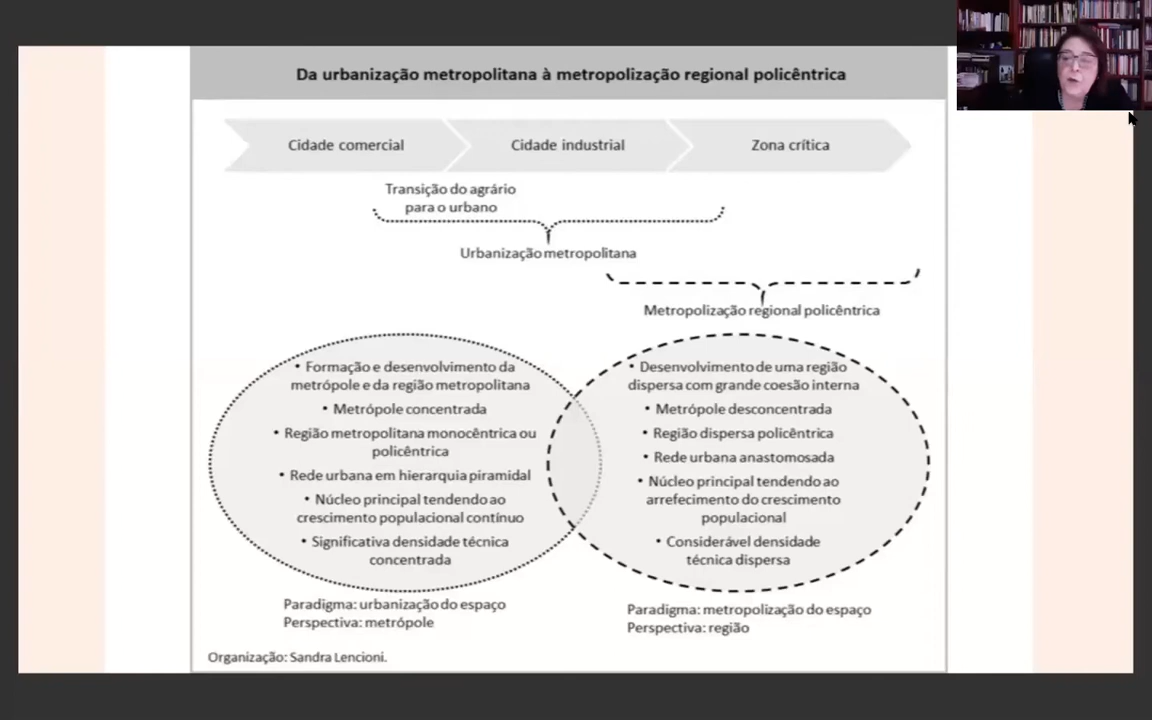 Da urbanização metropolitana à metropolização regional policêntrica
Cidade comercial
Cidade industrial
Zona crítica
Transição do agrário
para o urbano
Urbanização metropolitana
Metropolização regional policêntrica
• Formação e desenvolvimento da
metrópole e da região metropolitana
• Metrópole concentrada
• Região metropolitana monocêntrica ou
policêntrica
• Rede urbana em hierarquia piramidal
• Núcleo principal tendendo ao
crescimento populacional contínuo
• Significativa densidade técnica
concentrada
Paradigma: urbanização do espaço
Perspectiva: metrópole
• Desenvolvimento de uma região
dispersa com grande coesão interna
• Metrópole desconcentrada
• Região dispersa policêntrica
• Rede urbana anastomosada
• Núcleo principal tendendo ao
arrefecimento do crescimento
populacional
• Considerável densidade
técnica dispersa
Paradigma: metropolização do espaço
Perspectiva: região
Organização: Sandra Lencioni.